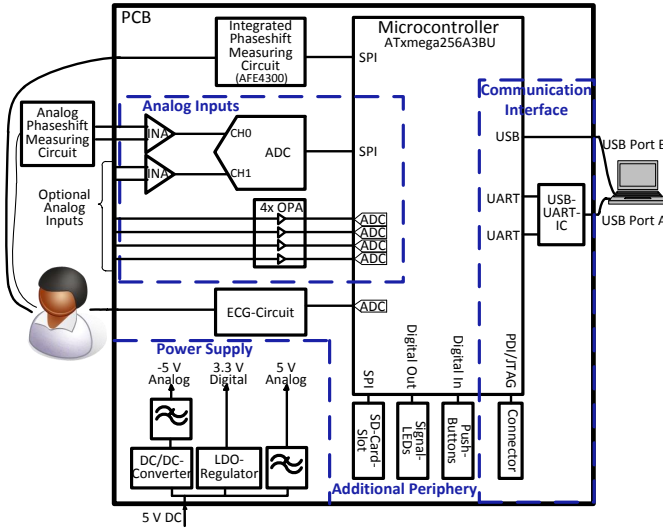 PCB
Integrated
Phaseshift
Measuring
Circuit
(AFE4300)
Microcontroller
ATxmega256A3BU
SPI
Communication
Interface
Analog
Phaseshift
Measuring
Circuit
Analog Inputs
INA
CH0
ADC
SPI
INA
CH1
USB
USB Port B
Optional
Analog
Inputs
4x OPA
ADC
ADC
ADC
ADC
UART
UART
USB-
UART-
IC
USB Port A
ECG-Circuit
ADC
Power Supply
-5 V
Analog
3.3 V
Digital
5 V
Analog
DC/DC-
Converter
LDO-
Regulator
5 V DC
SPI
Digital Out
Digital In
PDI/JTAG
SD-Card-
Slot
Signal-
LEDs
Push-
Buttons
Connector
Additional Periphery